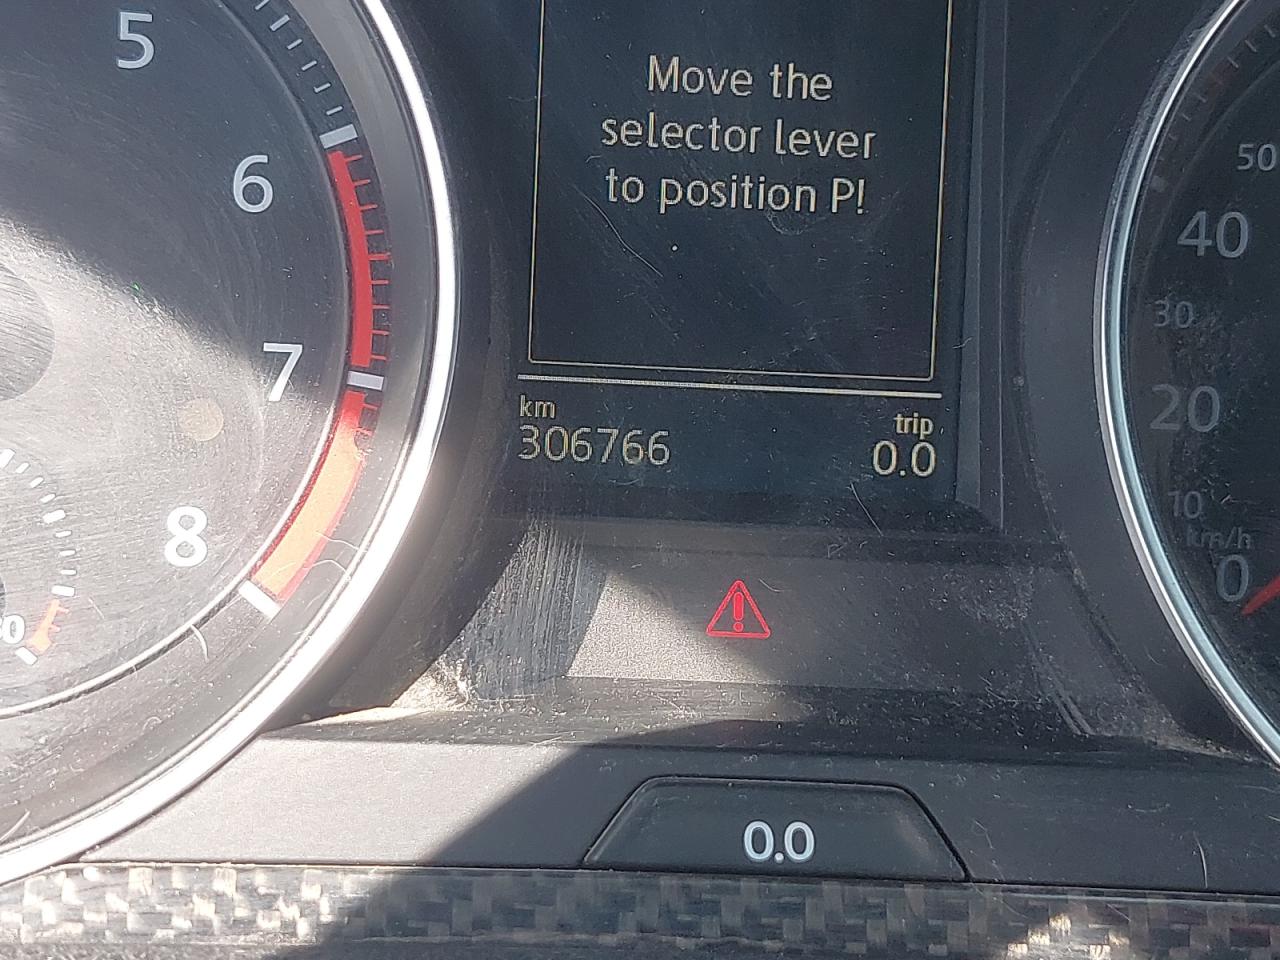 5
6
7
8
Move the
selector lever
to position P!
km
306766
trip
0.0
50
40
30
20
10
km/h
0
0.0